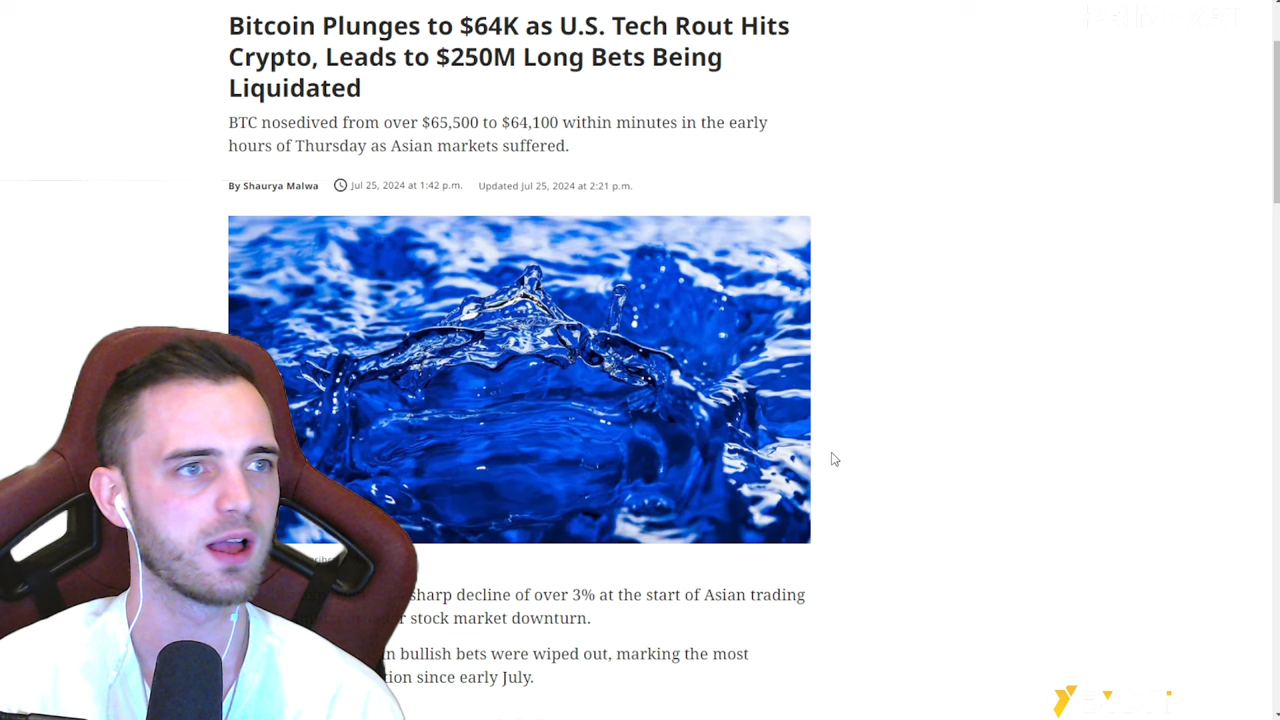 Bitcoin Plunges to $64K as U.S. Tech Rout Hits
Crypto, Leads to $250M Long Bets Being
Liquidated
BTC nosedived from over $65,500 to $64,100 within minutes in the early
hours of Thursday as Asian markets suffered.
By Shaurya Malwa Jul 25, 2024 at 1:42 p.m. Updated Jul 25, 2024 at 2:21 p.m.
sharp decline of over 3% at the start of Asian trading
stock market downturn.
bullish bets were wiped out, marking the most
since early July.